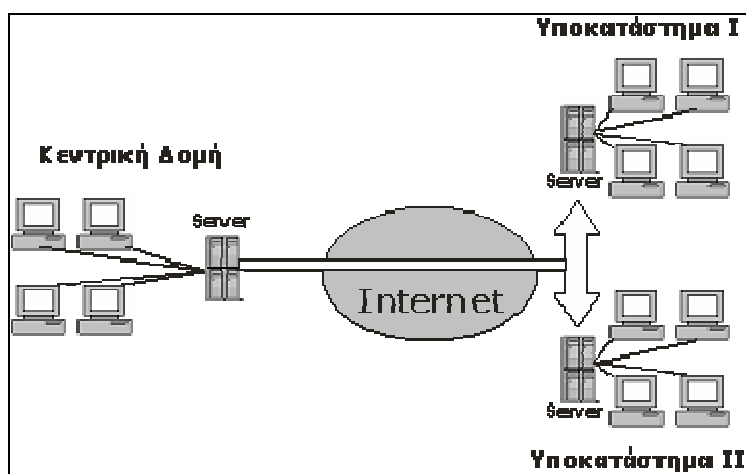 Υποκατάστημα Ι
Κεντρική Δομή
Server
Server
Internet
Server
Υποκατάστημα ΙΙ